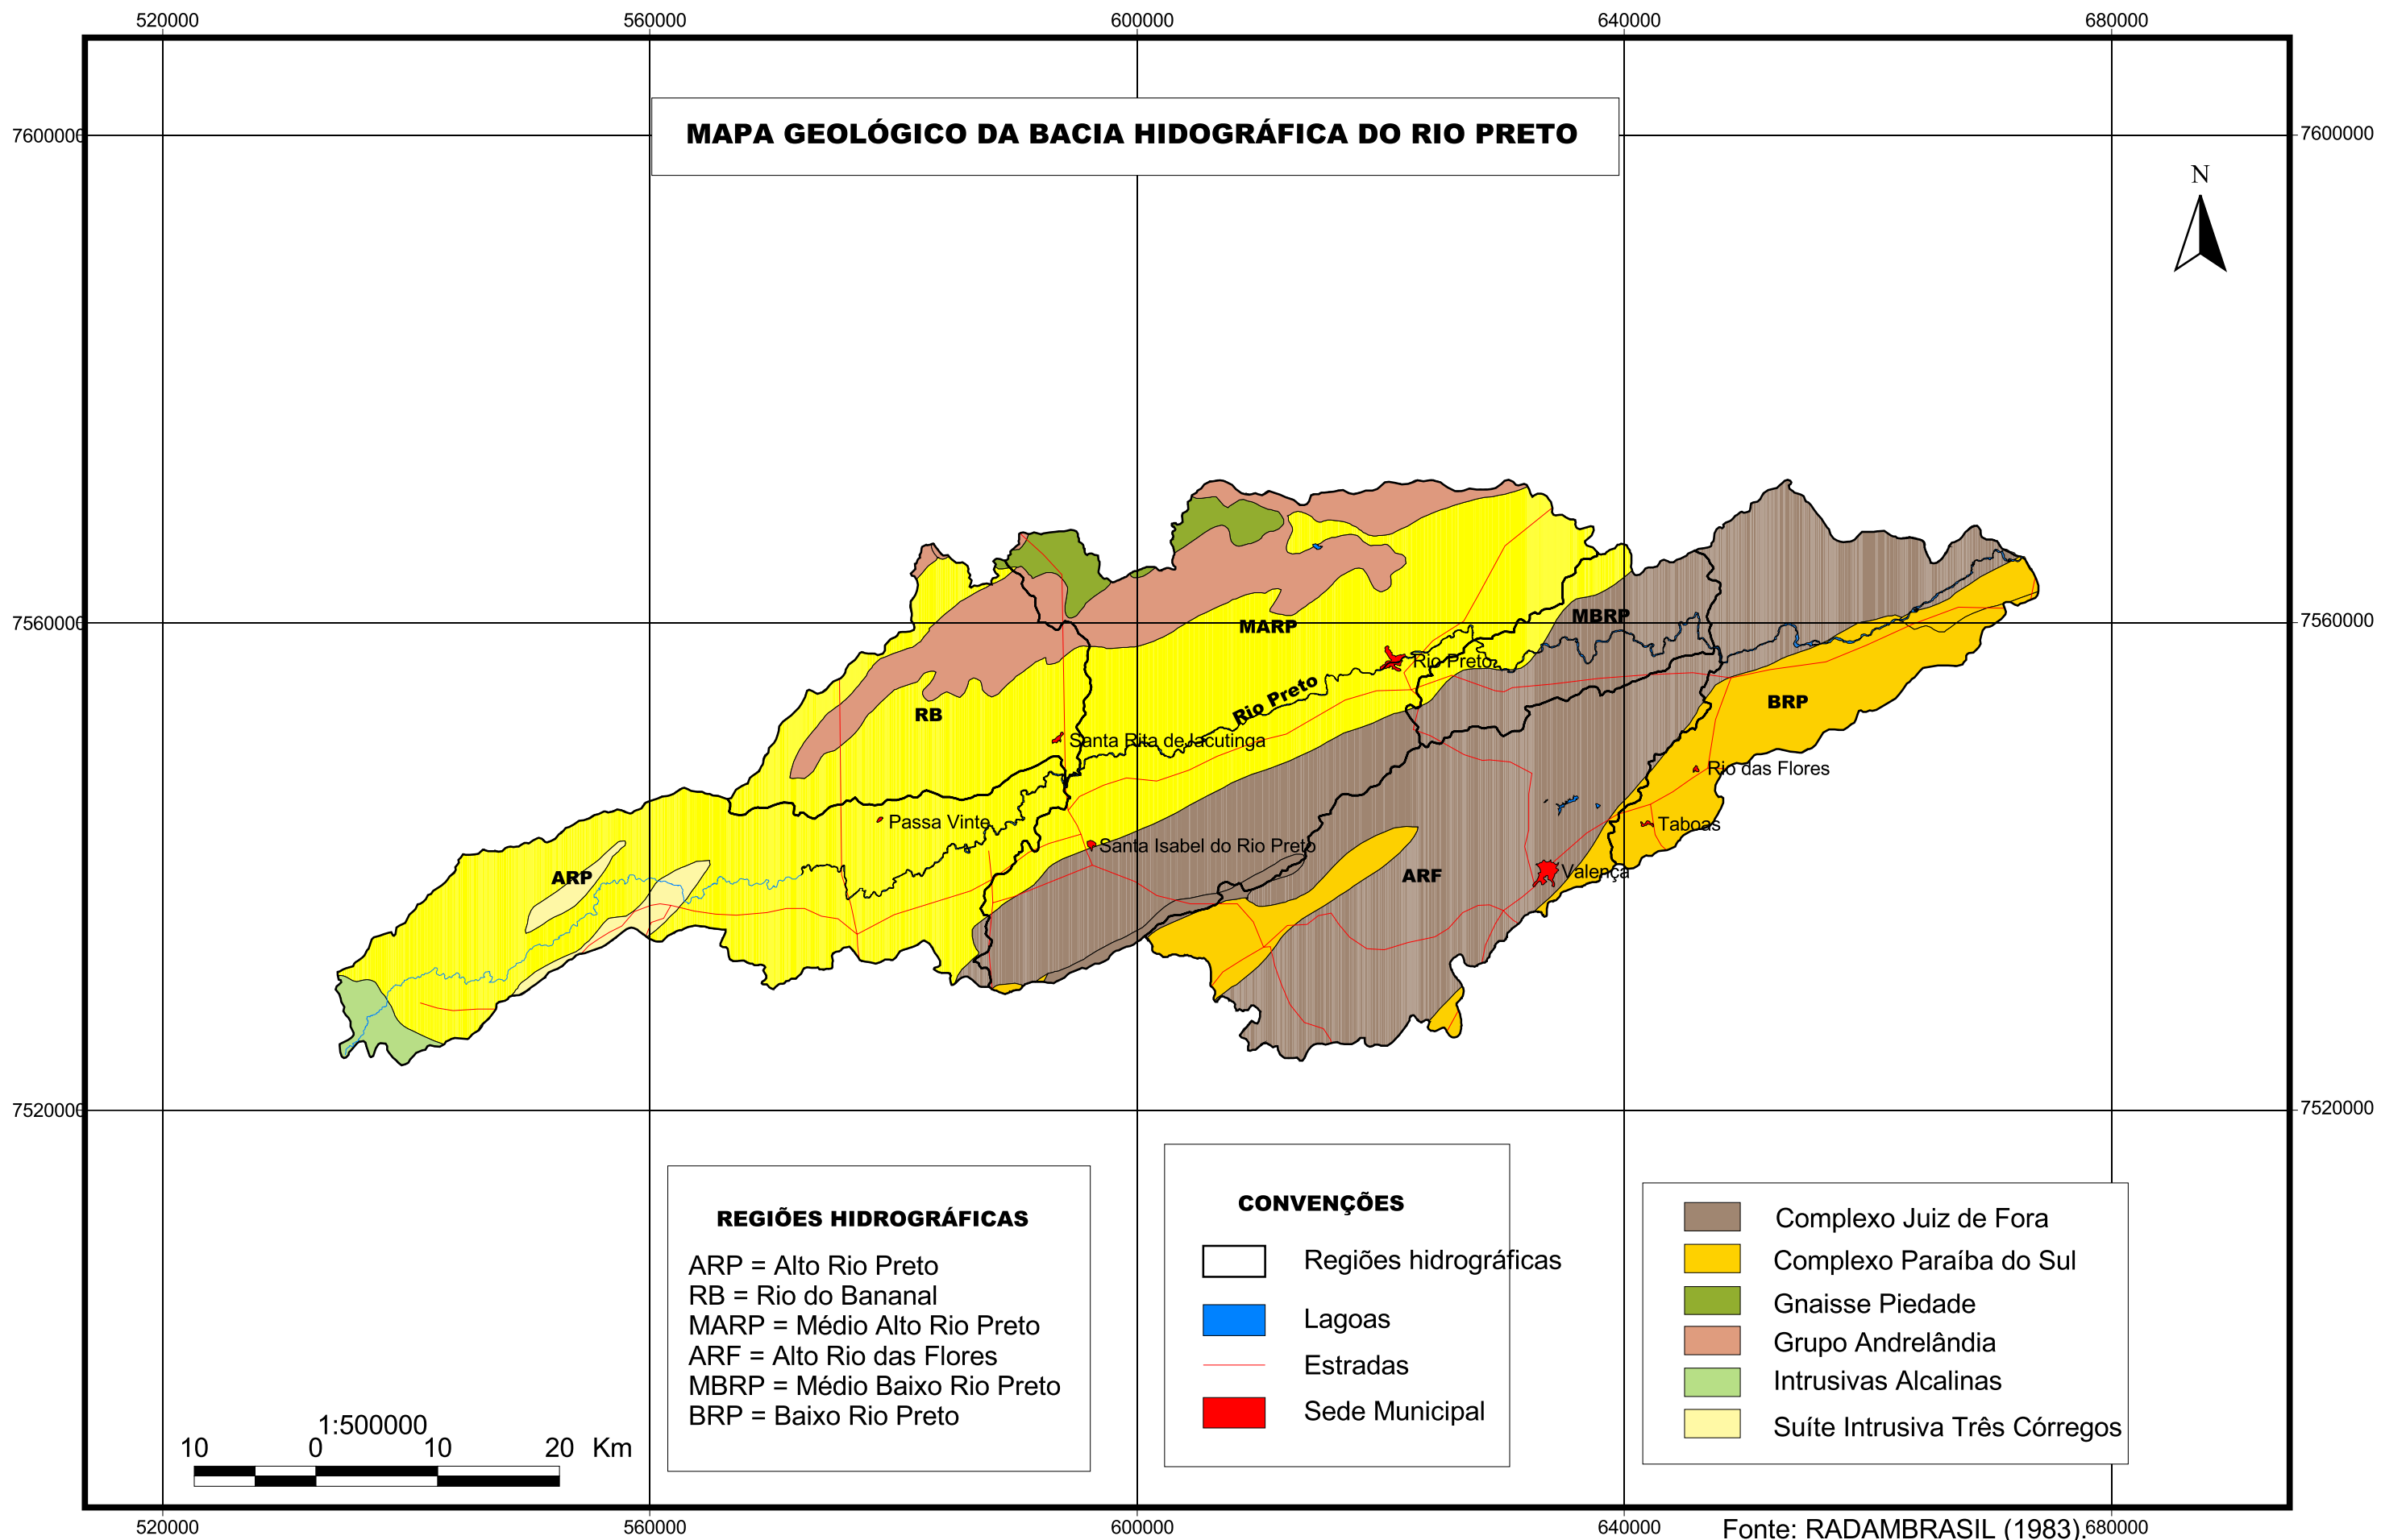 520000 560000 600000 640000 680000
MAPA GEOLÓGICO DA BACIA HIDOGRÁFICA DO RIO PRETO
7600000 7600000
N
7560000 7560000
MARP
MBRP
Rio Preto
Rio Preto
BRP
RB
Santa Rita de Jacutinga
Rio das Flores
Passa Vinte
Taboas
Santa Isabel do Rio Preto
Valença
ARP
ARF
7520000 7520000
REGIÕES HIDROGRÁFICAS
ARP = Alto Rio Preto
RB = Rio do Bananal
MARP = Médio Alto Rio Preto
ARF = Alto Rio das Flores
MBRP = Médio Baixo Rio Preto
BRP = Baixo Rio Preto
CONVENÇÕES
Regiões hidrográficas
Lagoas
Estradas
Sede Municipal
Complexo Juiz de Fora
Complexo Paraíba do Sul
Gnaisse Piedade
Grupo Andrelândia
Intrusivas Alcalinas
Suíte Intrusiva Três Córregos
1:500000
10 0 10 20 Km
520000 560000 600000 640000 680000
Fonte: RADAMBRASIL (1983).